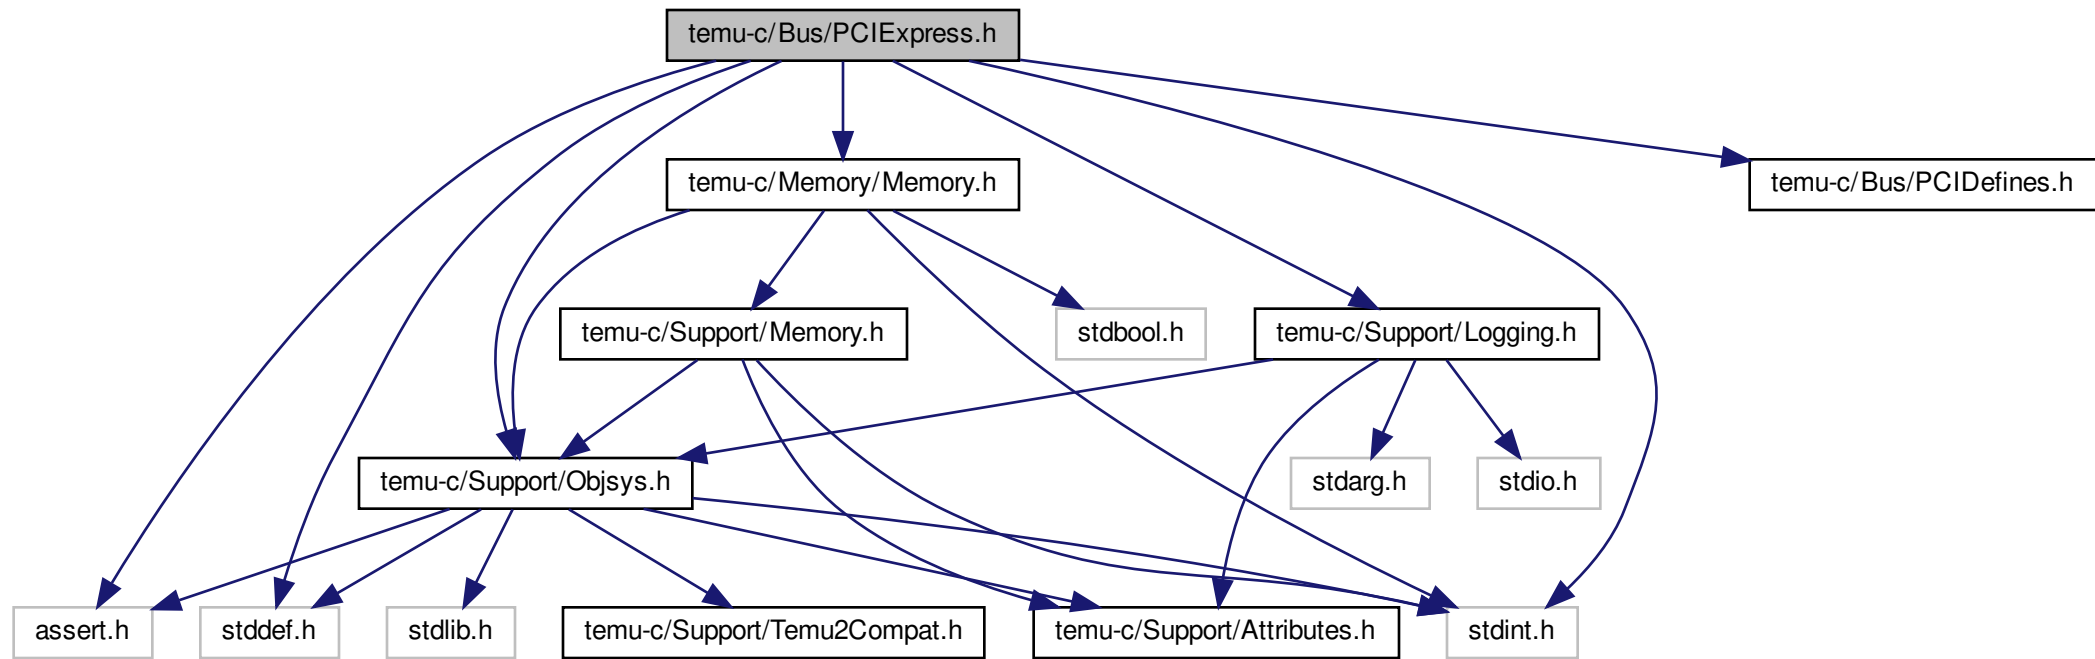 temu-c/Bus/PCIExpress.h
temu-c/Memory/Memory.h
temu-c/Bus/PCIDefines.h
temu-c/Support/Memory.h
stdbool.h
temu-c/Support/Logging.h
temu-c/Support/Objsys.h
stdarg.h
stdio.h
assert.h
stddef.h
stdlib.h
temu-c/Support/Temu2Compat.h
temu-c/Support/Attributes.h
stdint.h